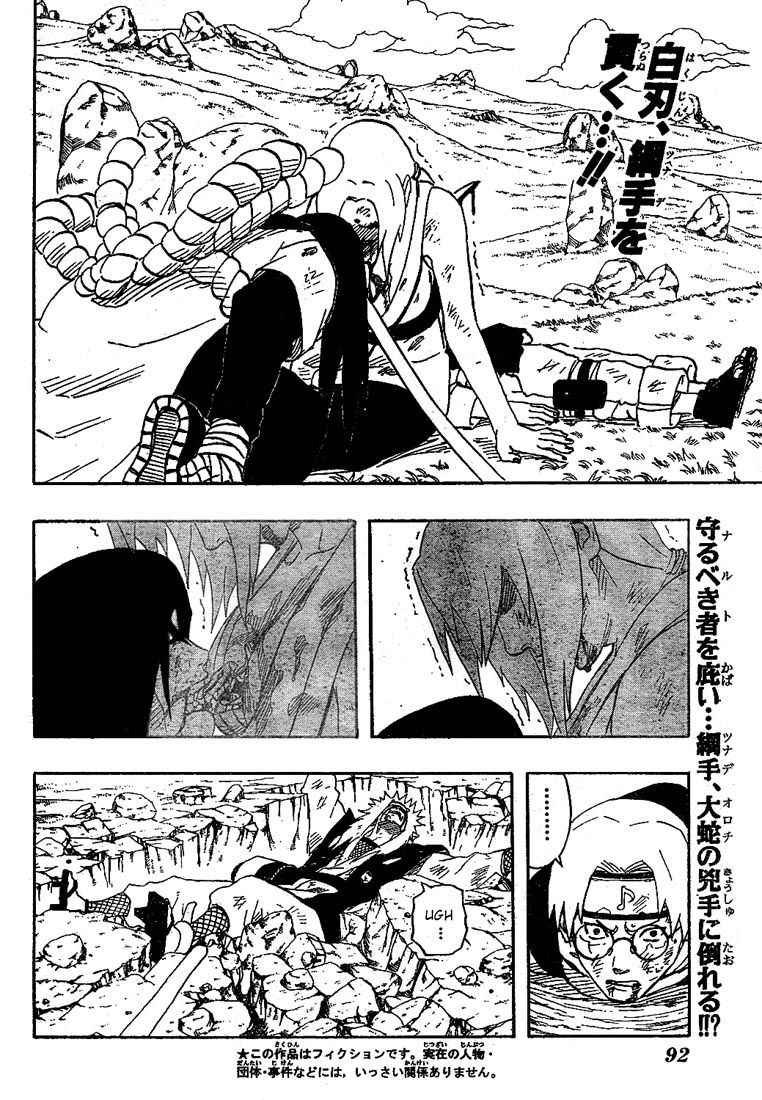 白刃、綱手を
貫く…!!
守るべき者を庇い…綱手、大蛇の兇手に倒れる!!?
………
UGH
…
★この作品はフィクションです。実在の人物・
団体・事件などには、いっさい関係ありません。
92